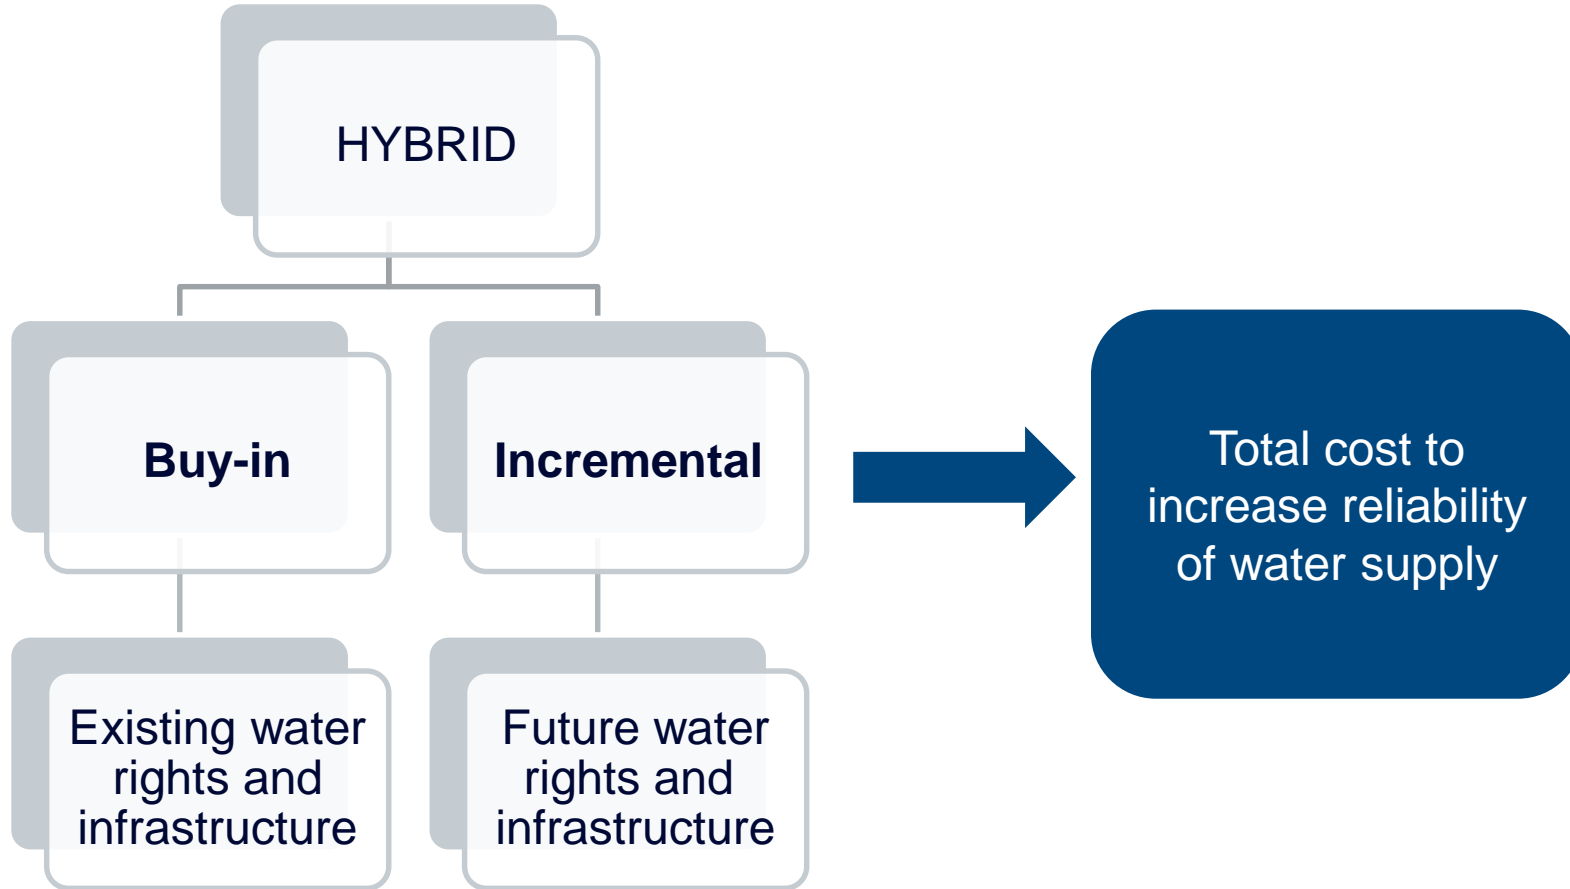 HYBRID
Buy-in
Incremental
Existing water
rights and
infrastructure
Future water
rights and
infrastructure
Total cost to
increase reliability
of water supply